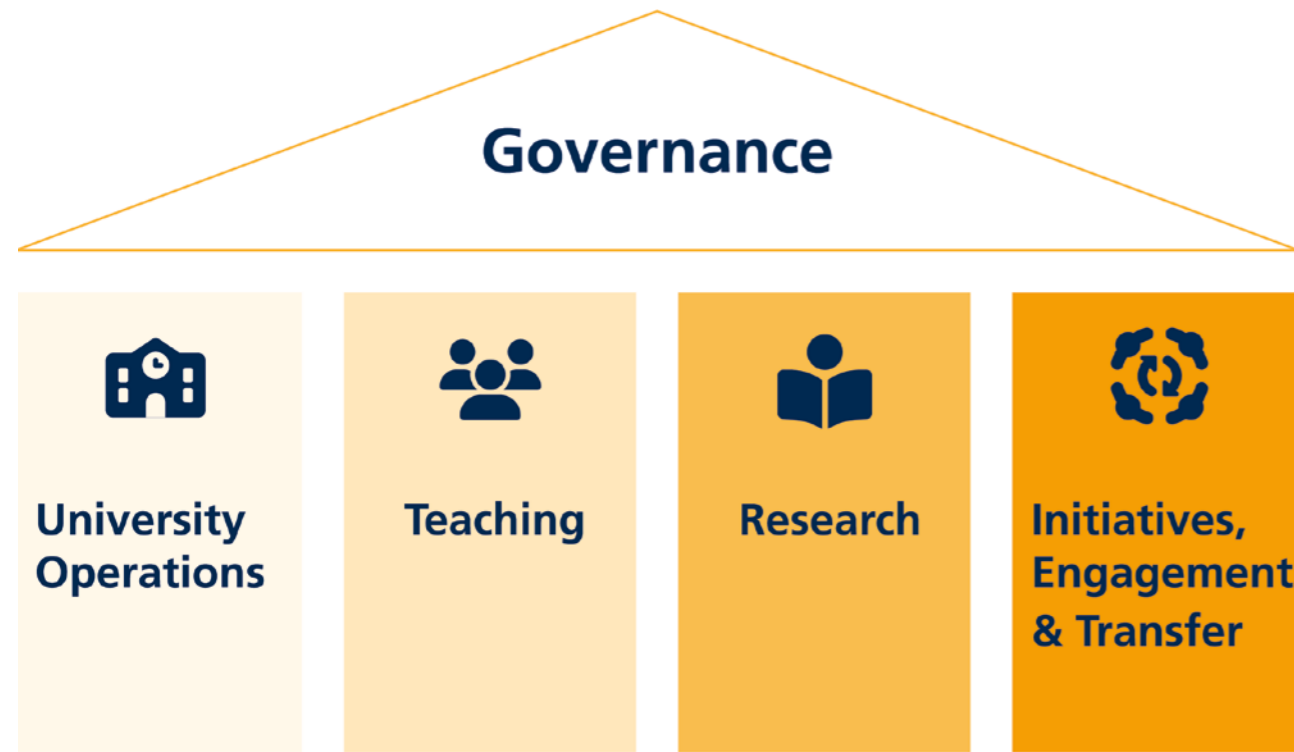 Governance
University
Operations
Teaching
Research
Initiatives,
Engagement
& Transfer